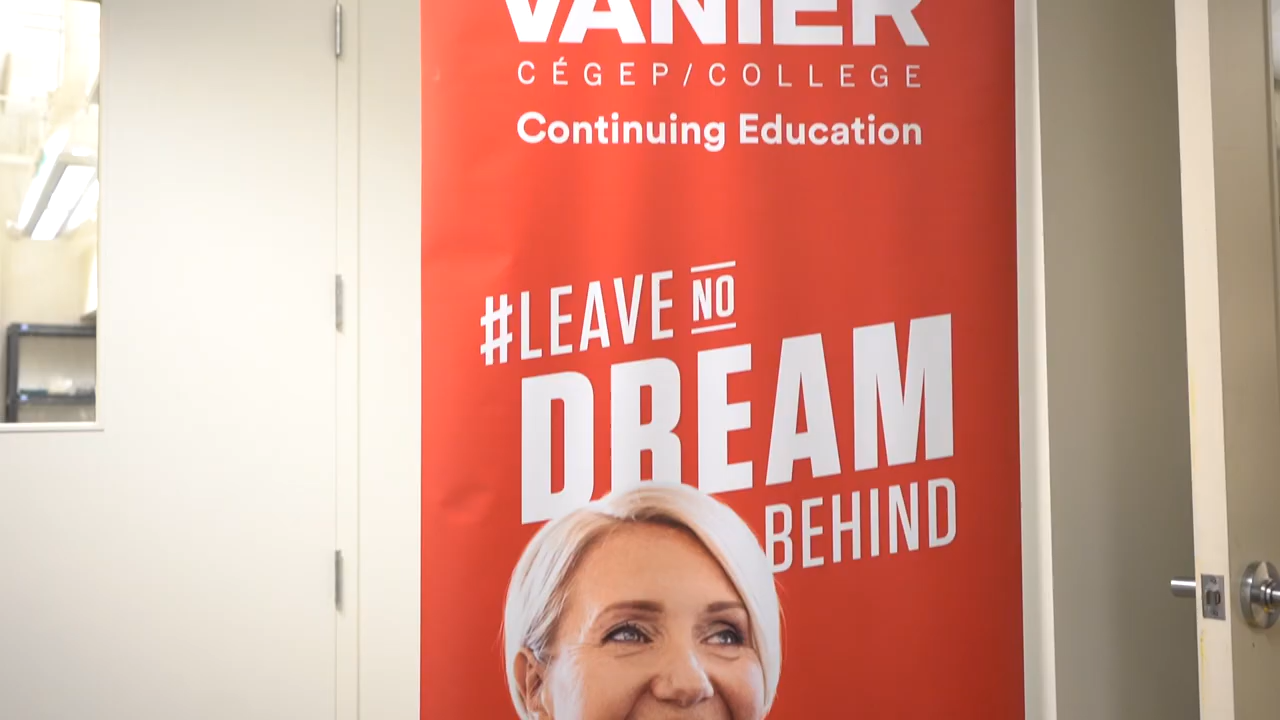 VANIER
CÉGEP/COLLEGE
Continuing Education
#LEAVE NO
DREAM
BEHIND